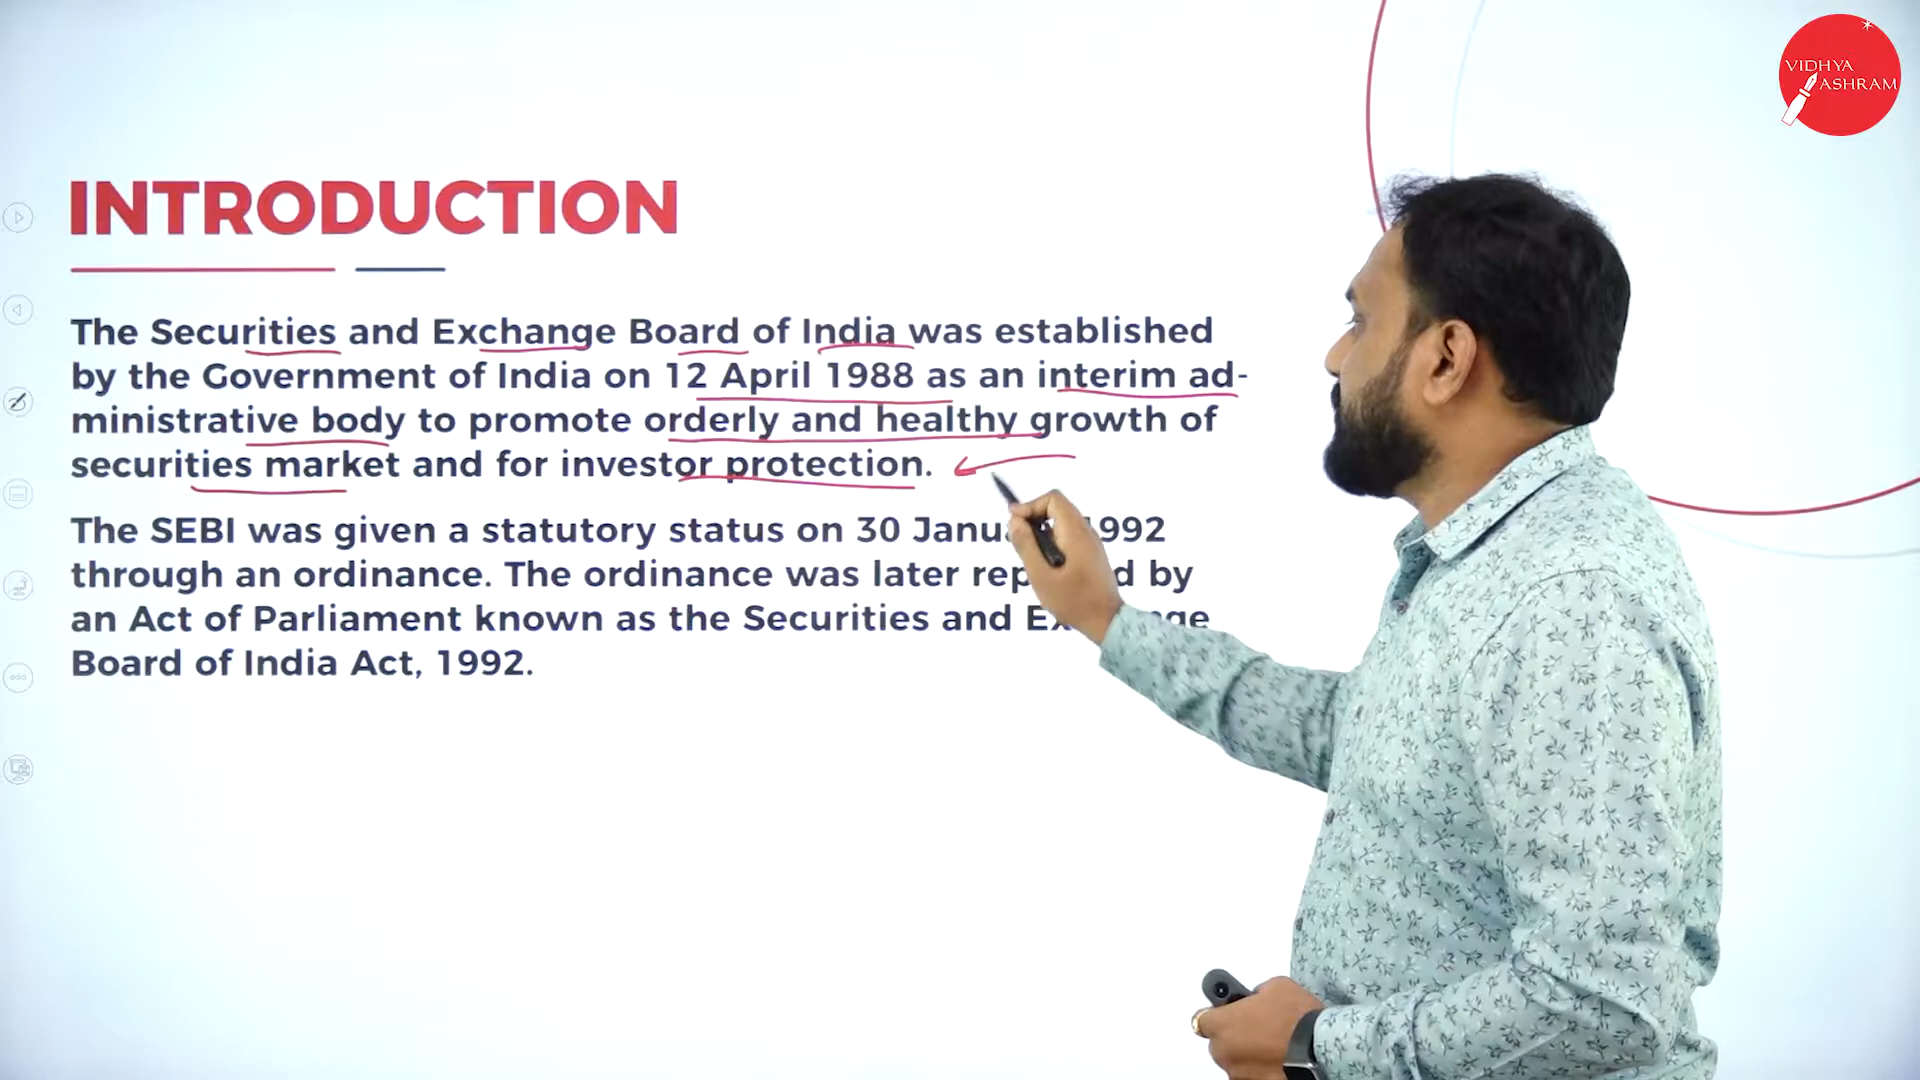 VIDHYA
ASHRAM
INTRODUCTION
The Securities and Exchange Board of India was established
by the Government of India on 12 April 1988 as an interim ad-
ministrative body to promote orderly and healthy growth of
securities market and for investor protection.
The SEBI was given a statutory status on 30 1992
through an ordinance. The ordinance was later by
an Act of Parliament known as the Securities and
Board of India Act, 1992.